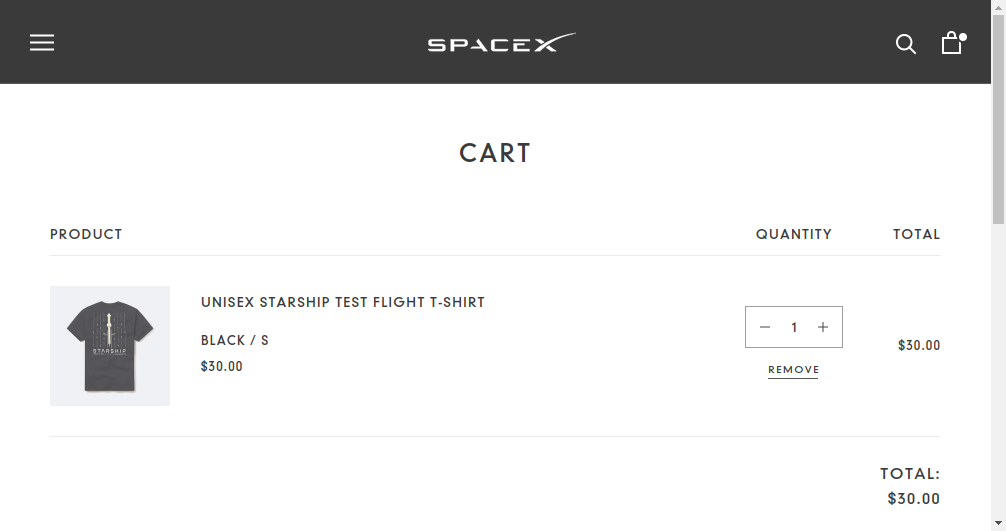 SPACEX
CART
PRODUCT QUANTITY TOTAL
UNISEX STARSHIP TEST FLIGHT T-SHIRT
BLACK / S
$30.00
1
REMOVE
$30.00
STARSHIP
TOTAL:
$30.00